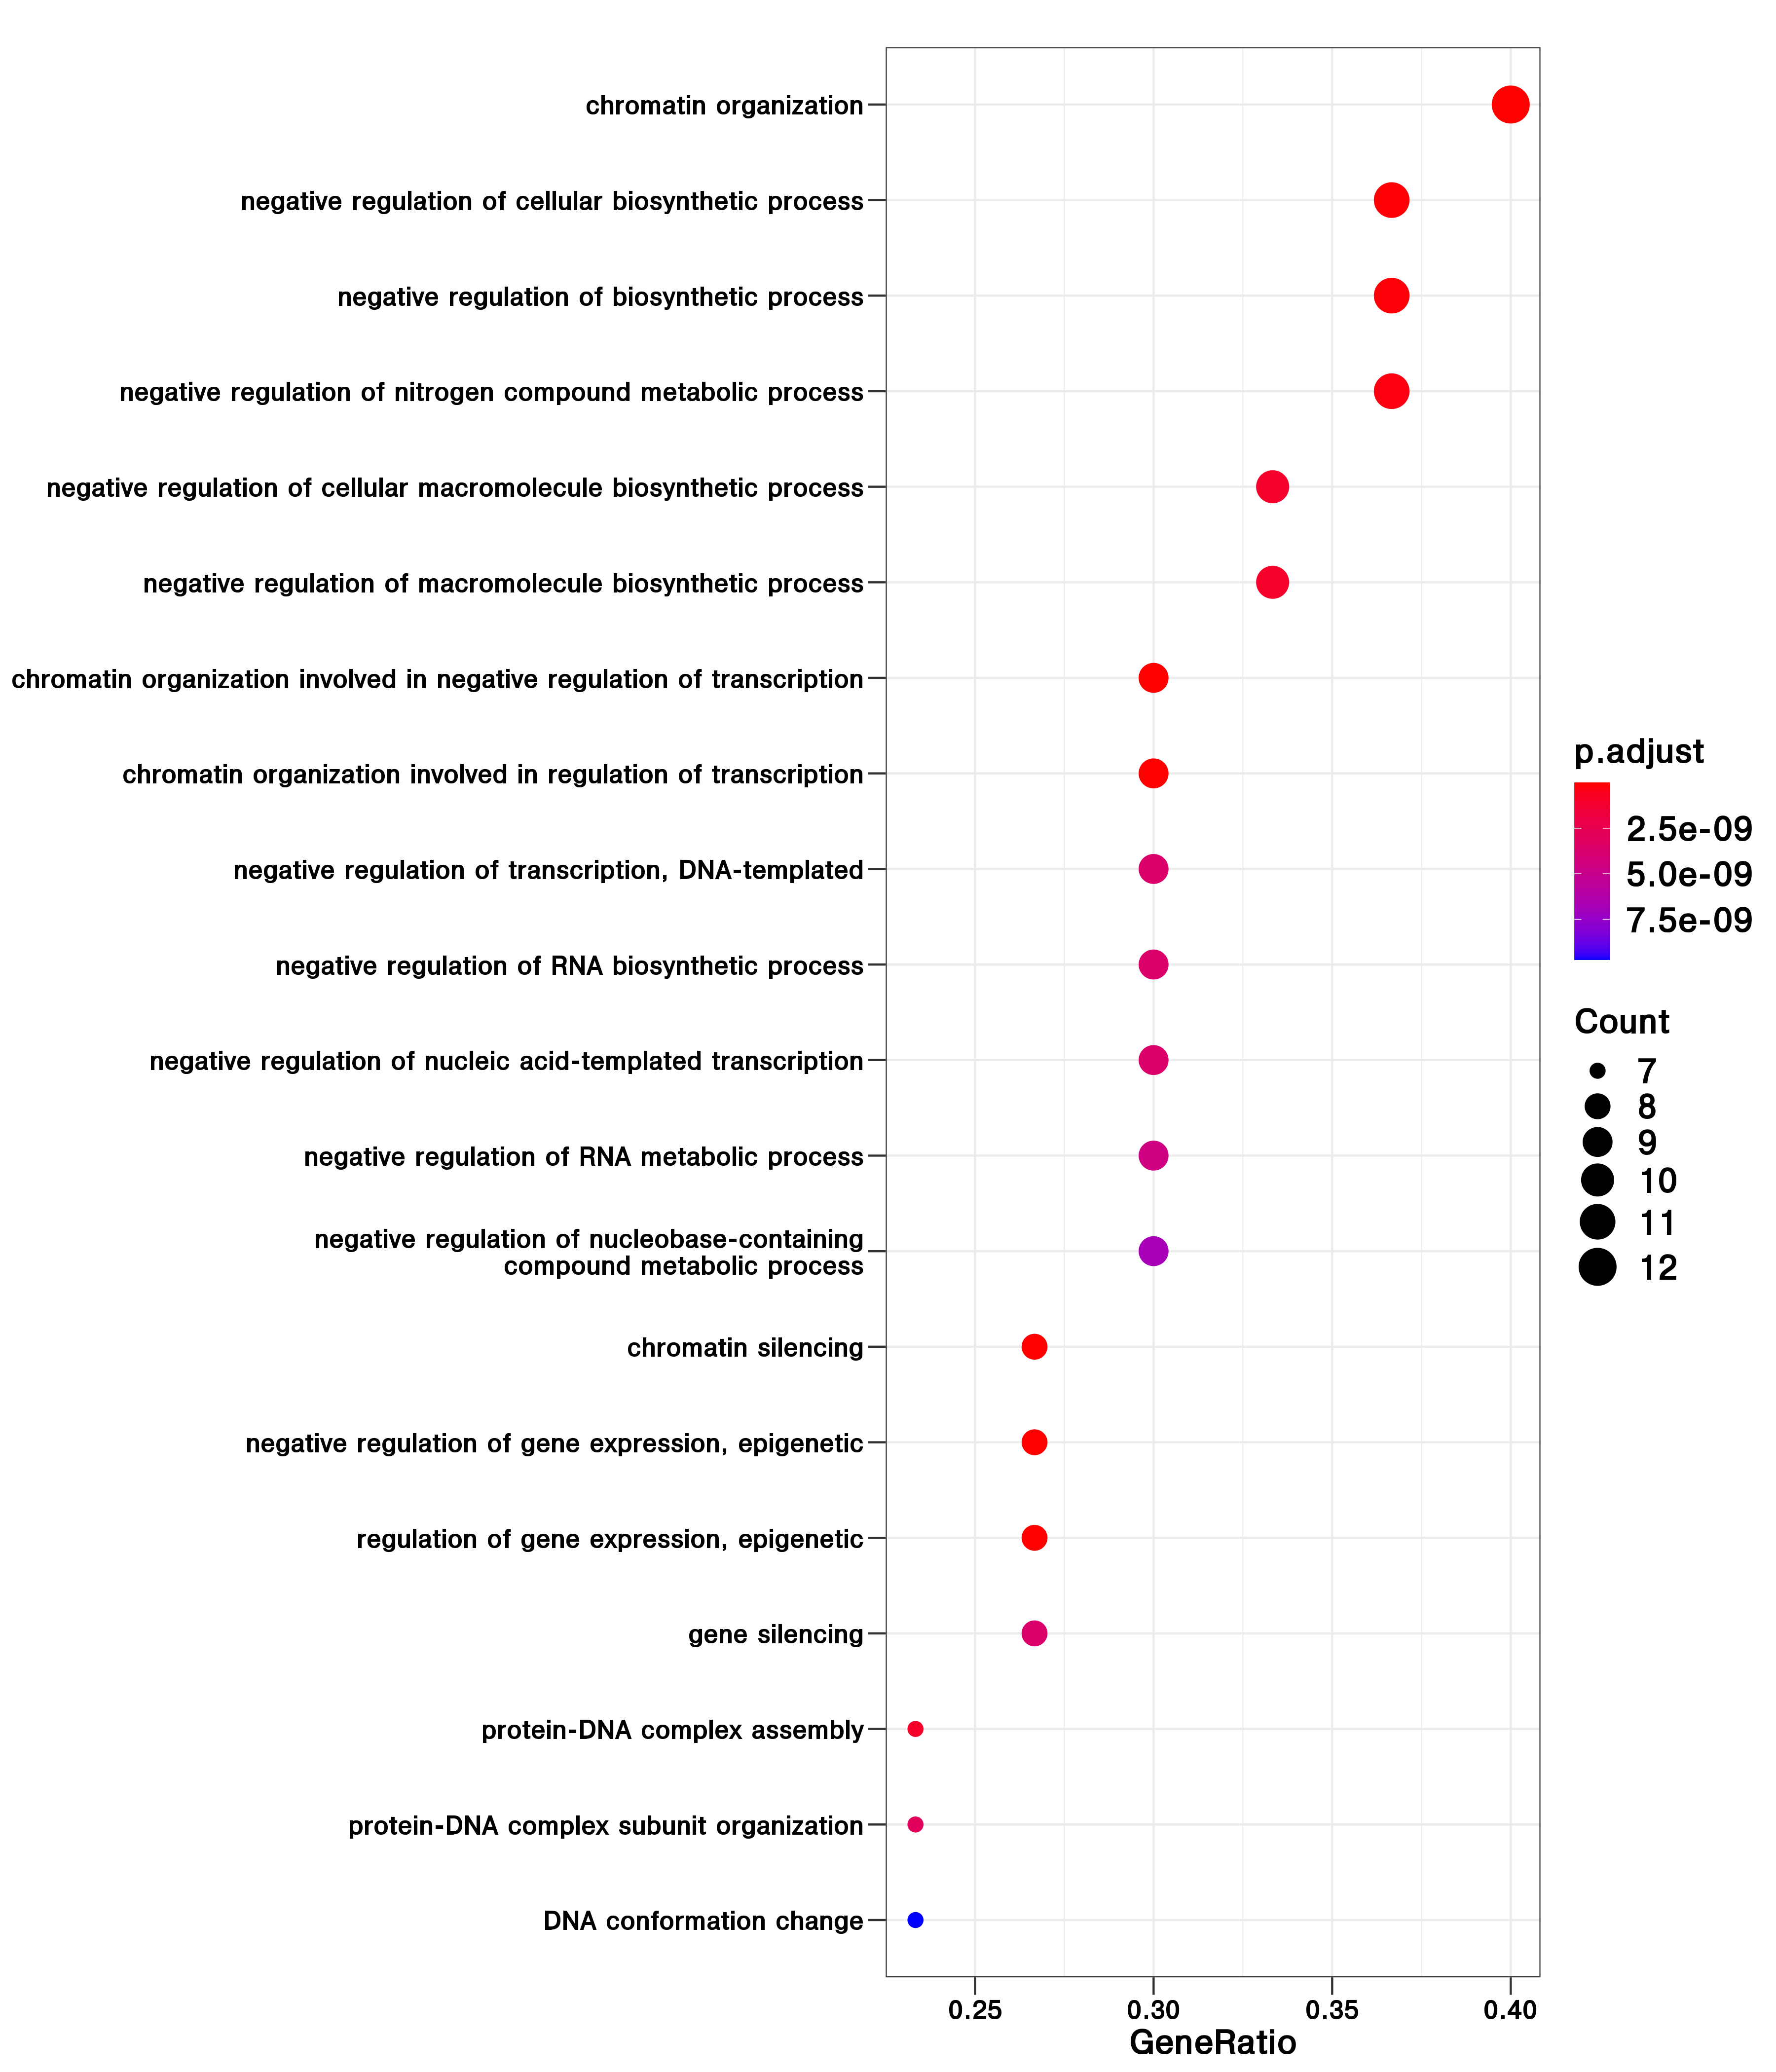 chromatin organization
negative regulation of cellular biosynthetic process
negative regulation of biosynthetic process
negative regulation of nitrogen compound metabolic process
negative regulation of cellular macromolecule biosynthetic process
negative regulation of macromolecule biosynthetic process
chromatin organization involved in negative regulation of transcription
chromatin organization involved in regulation of transcription
negative regulation of transcription, DNA-templated
negative regulation of RNA biosynthetic process
negative regulation of nucleic acid-templated transcription
negative regulation of RNA metabolic process
negative regulation of nucleobase-containing
compound metabolic process
chromatin silencing
negative regulation of gene expression, epigenetic
regulation of gene expression, epigenetic
gene silencing
protein-DNA complex assembly
protein-DNA complex subunit organization
DNA conformation change
0.25 0.30 0.35 0.40
GeneRatio
p.adjust
2.5e-09
5.0e-09
7.5e-09
Count
7
8
9
10
11
12